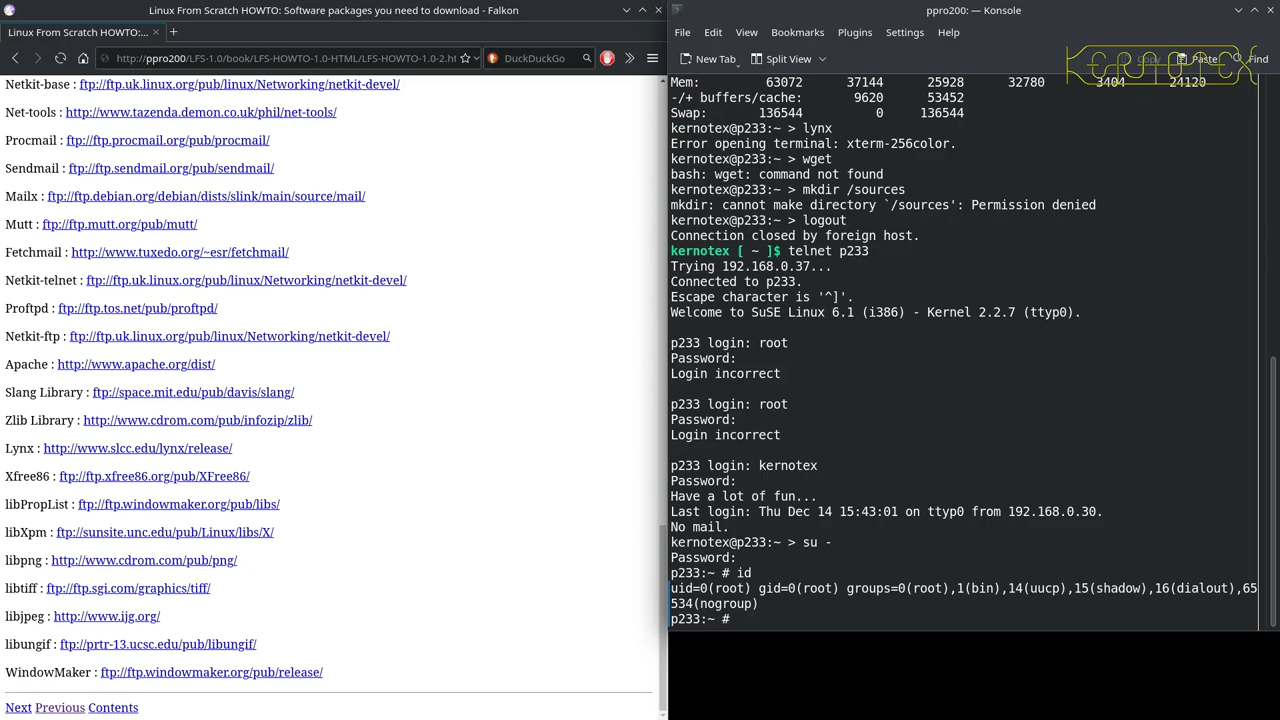 Linux From Scratch HOWTO: Software packages you need to download - Falkon
Linux From Scratch HOWTO:...
http://ppro200/LFS-1.0/book/LFS-HOWTO-1.0-HTML/LFS-HOWTO-1.0-2.ht
DuckDuckGo
Netkit-base : ftp://ftp.uk.linux.org/pub/linux/Networking/netkit-devel/
Net-tools : http://www.tazenda.demon.co.uk/phil/net-tools/
Procmail : ftp://ftp.procmail.org/pub/procmail/
Sendmail : ftp://ftp.sendmail.org/pub/sendmail/
Mailx : ftp://ftp.debian.org/debian/dists/slink/main/source/mail/
Mutt : ftp://ftp.mutt.org/pub/mutt/
Fetchmail : http://www.tuxedo.org/~esr/fetchmail/
Netkit-telnet : ftp://ftp.uk.linux.org/pub/linux/Networking/netkit-devel/
Proftpd : ftp://ftp.tos.net/pub/proftpd/
Netkit-ftp : ftp://ftp.uk.linux.org/pub/linux/Networking/netkit-devel/
Apache : http://www.apache.org/dist/
Slang Library : ftp://space.mit.edu/pub/davis/slang/
Zlib Library : http://www.cdrom.com/pub/infozip/zlib/
Lynx : http://www.slcc.edu/lynx/release/
Xfree86 : ftp://ftp.xfree86.org/pub/XFree86/
libPropList : ftp://ftp.windowmaker.org/pub/libs/
libXpm : ftp://sunsite.unc.edu/pub/Linux/libs/X/
libpng : http://www.cdrom.com/pub/png/
libtiff : ftp://ftp.sgi.com/graphics/tiff/
libjpeg : http://www.ijg.org/
libungif : ftp://prtr-13.ucsc.edu/pub/libungif/
WindowMaker : ftp://ftp.windowmaker.org/pub/release/
Next Previous Contents
ppro200: — Konsole
File Edit View Bookmarks Plugins Settings Help
New Tab Split View Copy Paste Find
KERNOTEX
Mem: 63072 37144 25928 32780 3404 24120
-/+ buffers/cache: 9620 53452
Swap: 136544 0 136544
kernotex@p233:~ > lynx
Error opening terminal: xterm-256color.
kernotex@p233:~ > wget
bash: wget: command not found
kernotex@p233:~ > mkdir /sources
mkdir: cannot make directory `/sources': Permission denied
kernotex@p233:~ > logout
Connection closed by foreign host.
kernotex [ ~ ]$ telnet p233
Trying 192.168.0.37...
Connected to p233.
Escape character is '^]'.
Welcome to SuSE Linux 6.1 (i386) - Kernel 2.2.7 (ttyp0).
p233 login: root
Password:
Login incorrect
p233 login: root
Password:
Login incorrect
p233 login: kernotex
Password:
Have a lot of fun...
Last login: Thu Dec 14 15:43:01 on ttyp0 from 192.168.0.30.
No mail.
kernotex@p233:~ > su -
Password:
p233:~ # id
uid=0(root) gid=0(root) groups=0(root),1(bin),14(uucp),15(shadow),16(dialout),65
534(nogroup)
p233:~ #